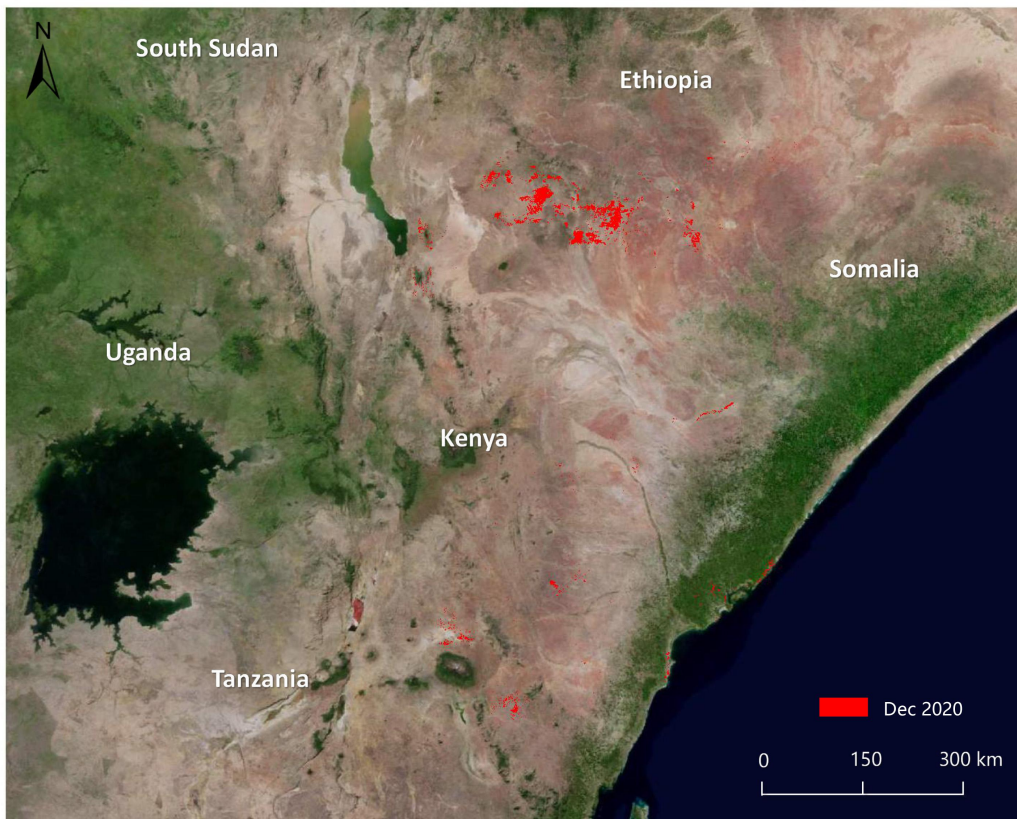 N
South Sudan
Ethiopia
Somalia
Uganda
Kenya
Tanzania
Dec 2020
0 150 300 km